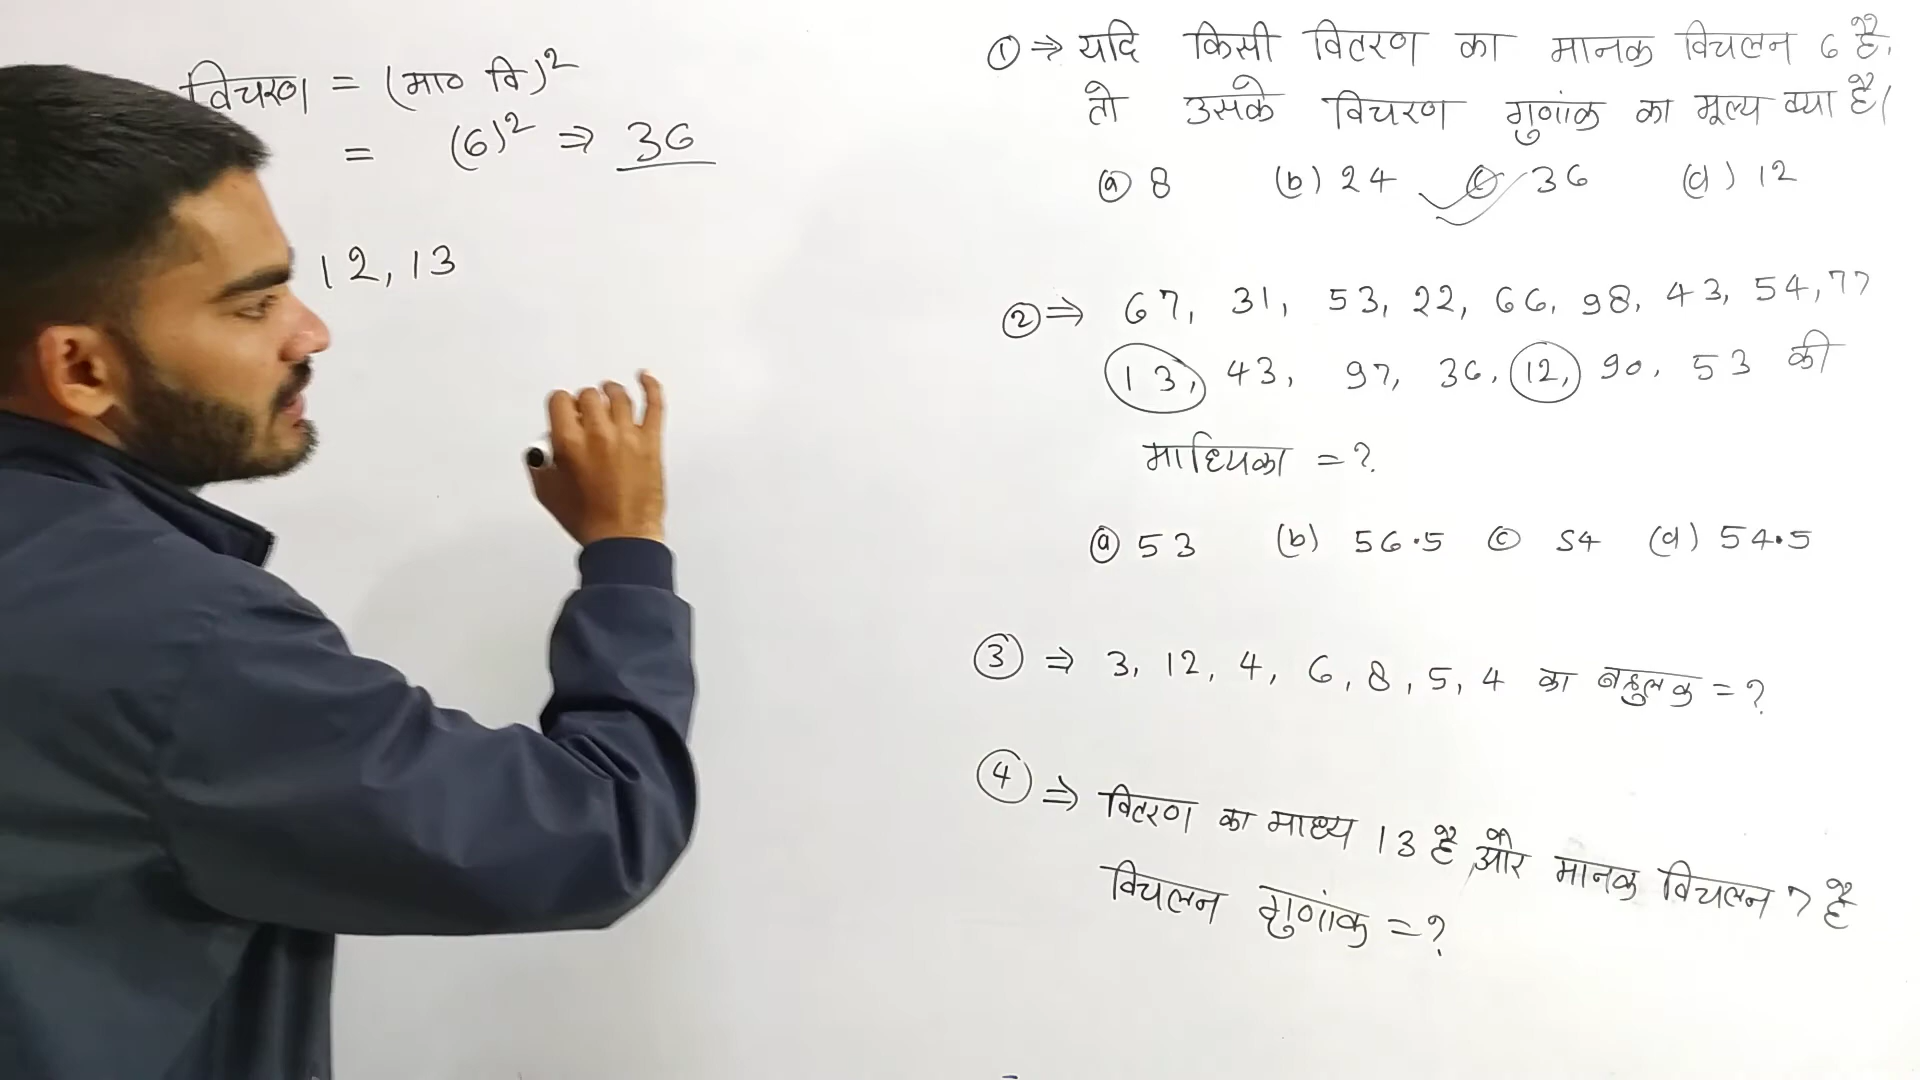 विचरण = (मा० वि)²
= (6)² ⇒ 36
12, 13
① ⇒ यदि किसी वितरण का मानक विचलन 6 है,
तो उसके विचरण गुणांक का मूल्य क्या है।
(a) 8 (b) 24 (c) 36 (d) 12
② ⇒ 67, 31, 53, 22, 66, 98, 43, 54, 77
13, 43, 97, 36, 12, 90, 53 की
माध्यिका = ?
(a) 53 (b) 56.5 (c) 54 (d) 54.5
③ ⇒ 3, 12, 4, 6, 8, 5, 4 का बहुलक = ?
④ ⇒ वितरण का माध्य 13 है और मानक विचलन 7 है
विचलन गुणांक = ?